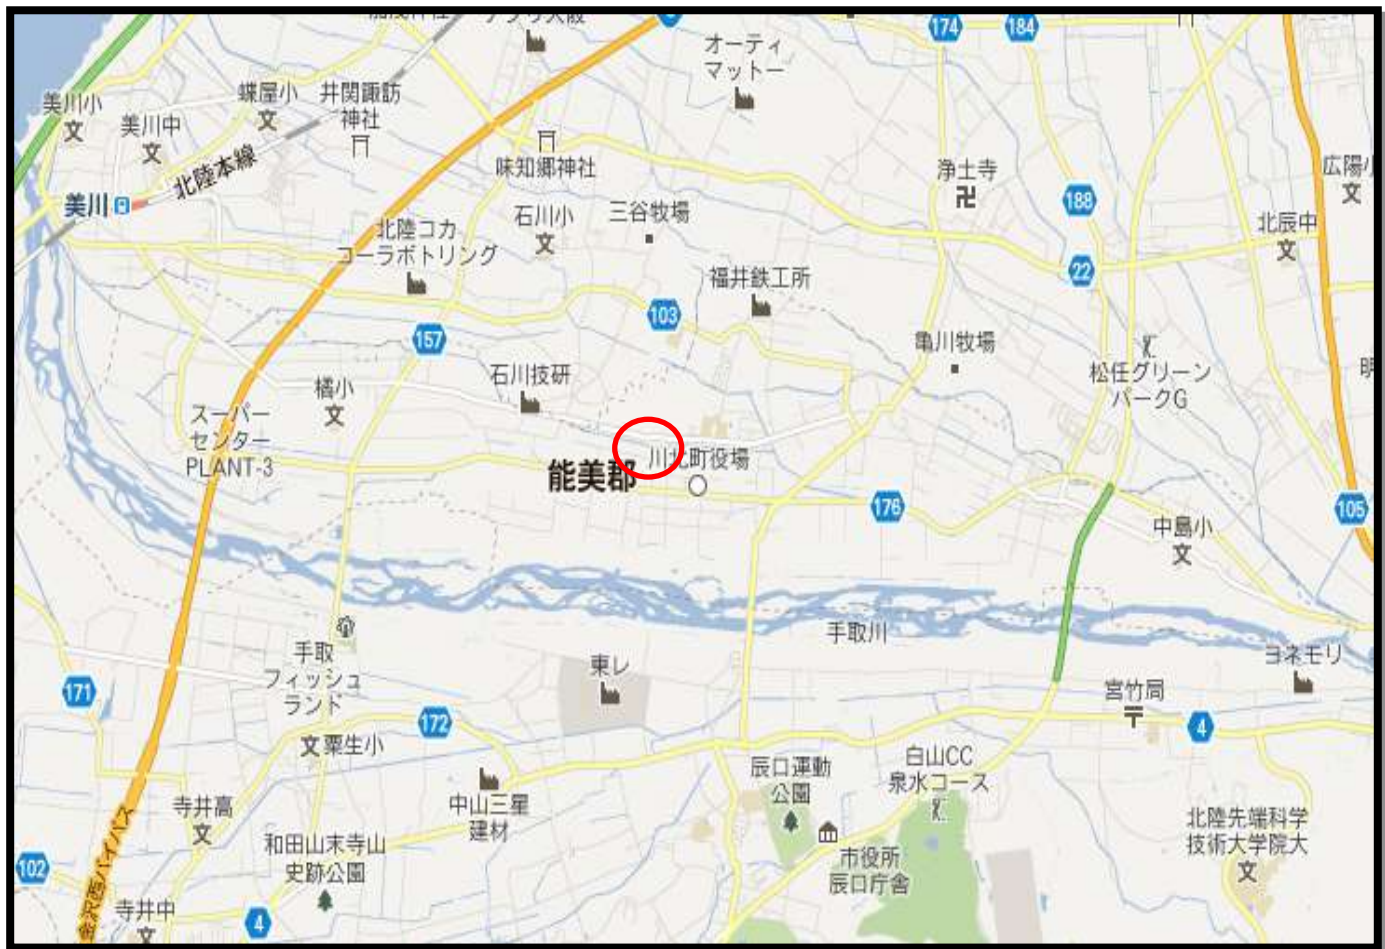 174
184
オーティ
マットー
美川小
蝶屋小
井関諏訪
神社
美川中
北陸本線
味知郷神社
浄土寺
広陽小
美川
188
北辰中
石川小
三谷牧場
北陸コカ
コーラボトリング
22
福井鉄工所
103
157
亀川牧場
松任グリーン
パークG
明
石川技研
橘小
スーパー
センター
PLANT-3
川北町役場
能美郡
176
105
中島小
手取川
手取
フィッシュ
ランド
東レ
ヨネモリ
171
宮竹局
172
4
粟生小
辰口運動
公園
白山CC
泉水コース
中山三星
建材
寺井高
和田山末寺山
史跡公園
北陸先端科学
技術大学院大
市役所
辰口庁舎
102
金沢西バイパス
寺井中
4